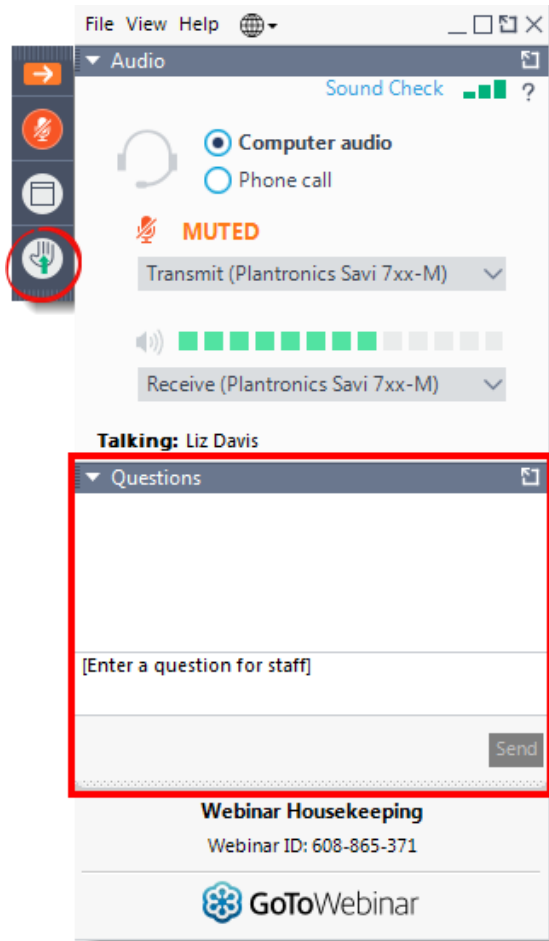 File View Help
Audio
Sound Check ?
Computer audio
Phone call
MUTED
Transmit (Plantronics Savi 7xx-M)
Receive (Plantronics Savi 7xx-M)
Talking: Liz Davis
Questions
[Enter a question for staff]
Send
Webinar Housekeeping
Webinar ID: 608-865-371
GoToWebinar